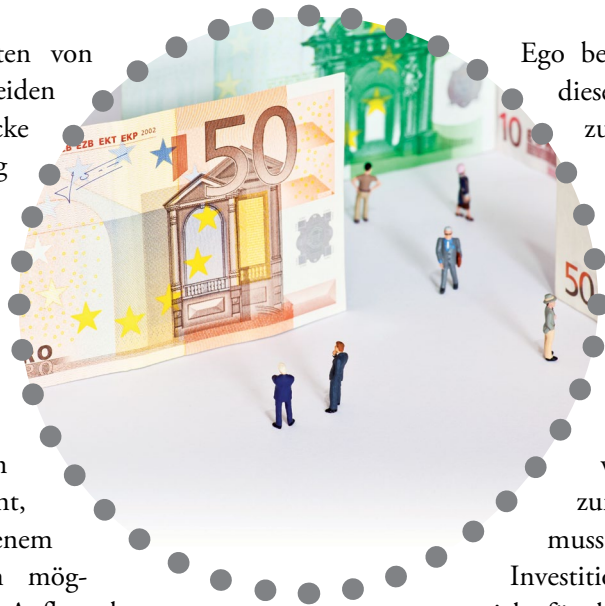 ten von
eiden
cke
g
n
nt,
enem
n mög-
Ego be
diese
zu
v
zu
muss
Investitio
EZB EKT EKP 2002
50
10
50